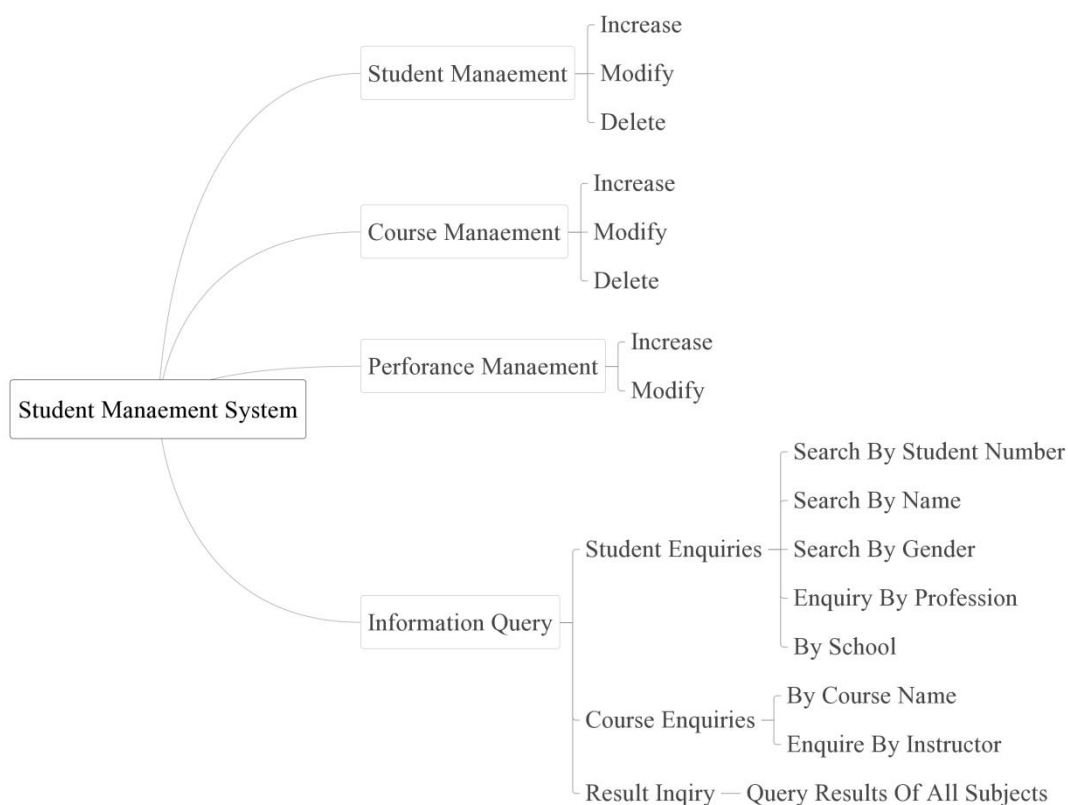 Student Manaement System
Student Manaement
Increase
Modify
Delete
Course Manaement
Increase
Modify
Delete
Perforance Manaement
Increase
Modify
Information Query
Student Enquiries
Search By Student Number
Search By Name
Search By Gender
Enquiry By Profession
By School
Course Enquiries
By Course Name
Enquire By Instructor
Result Inqiry
Query Results Of All Subjects